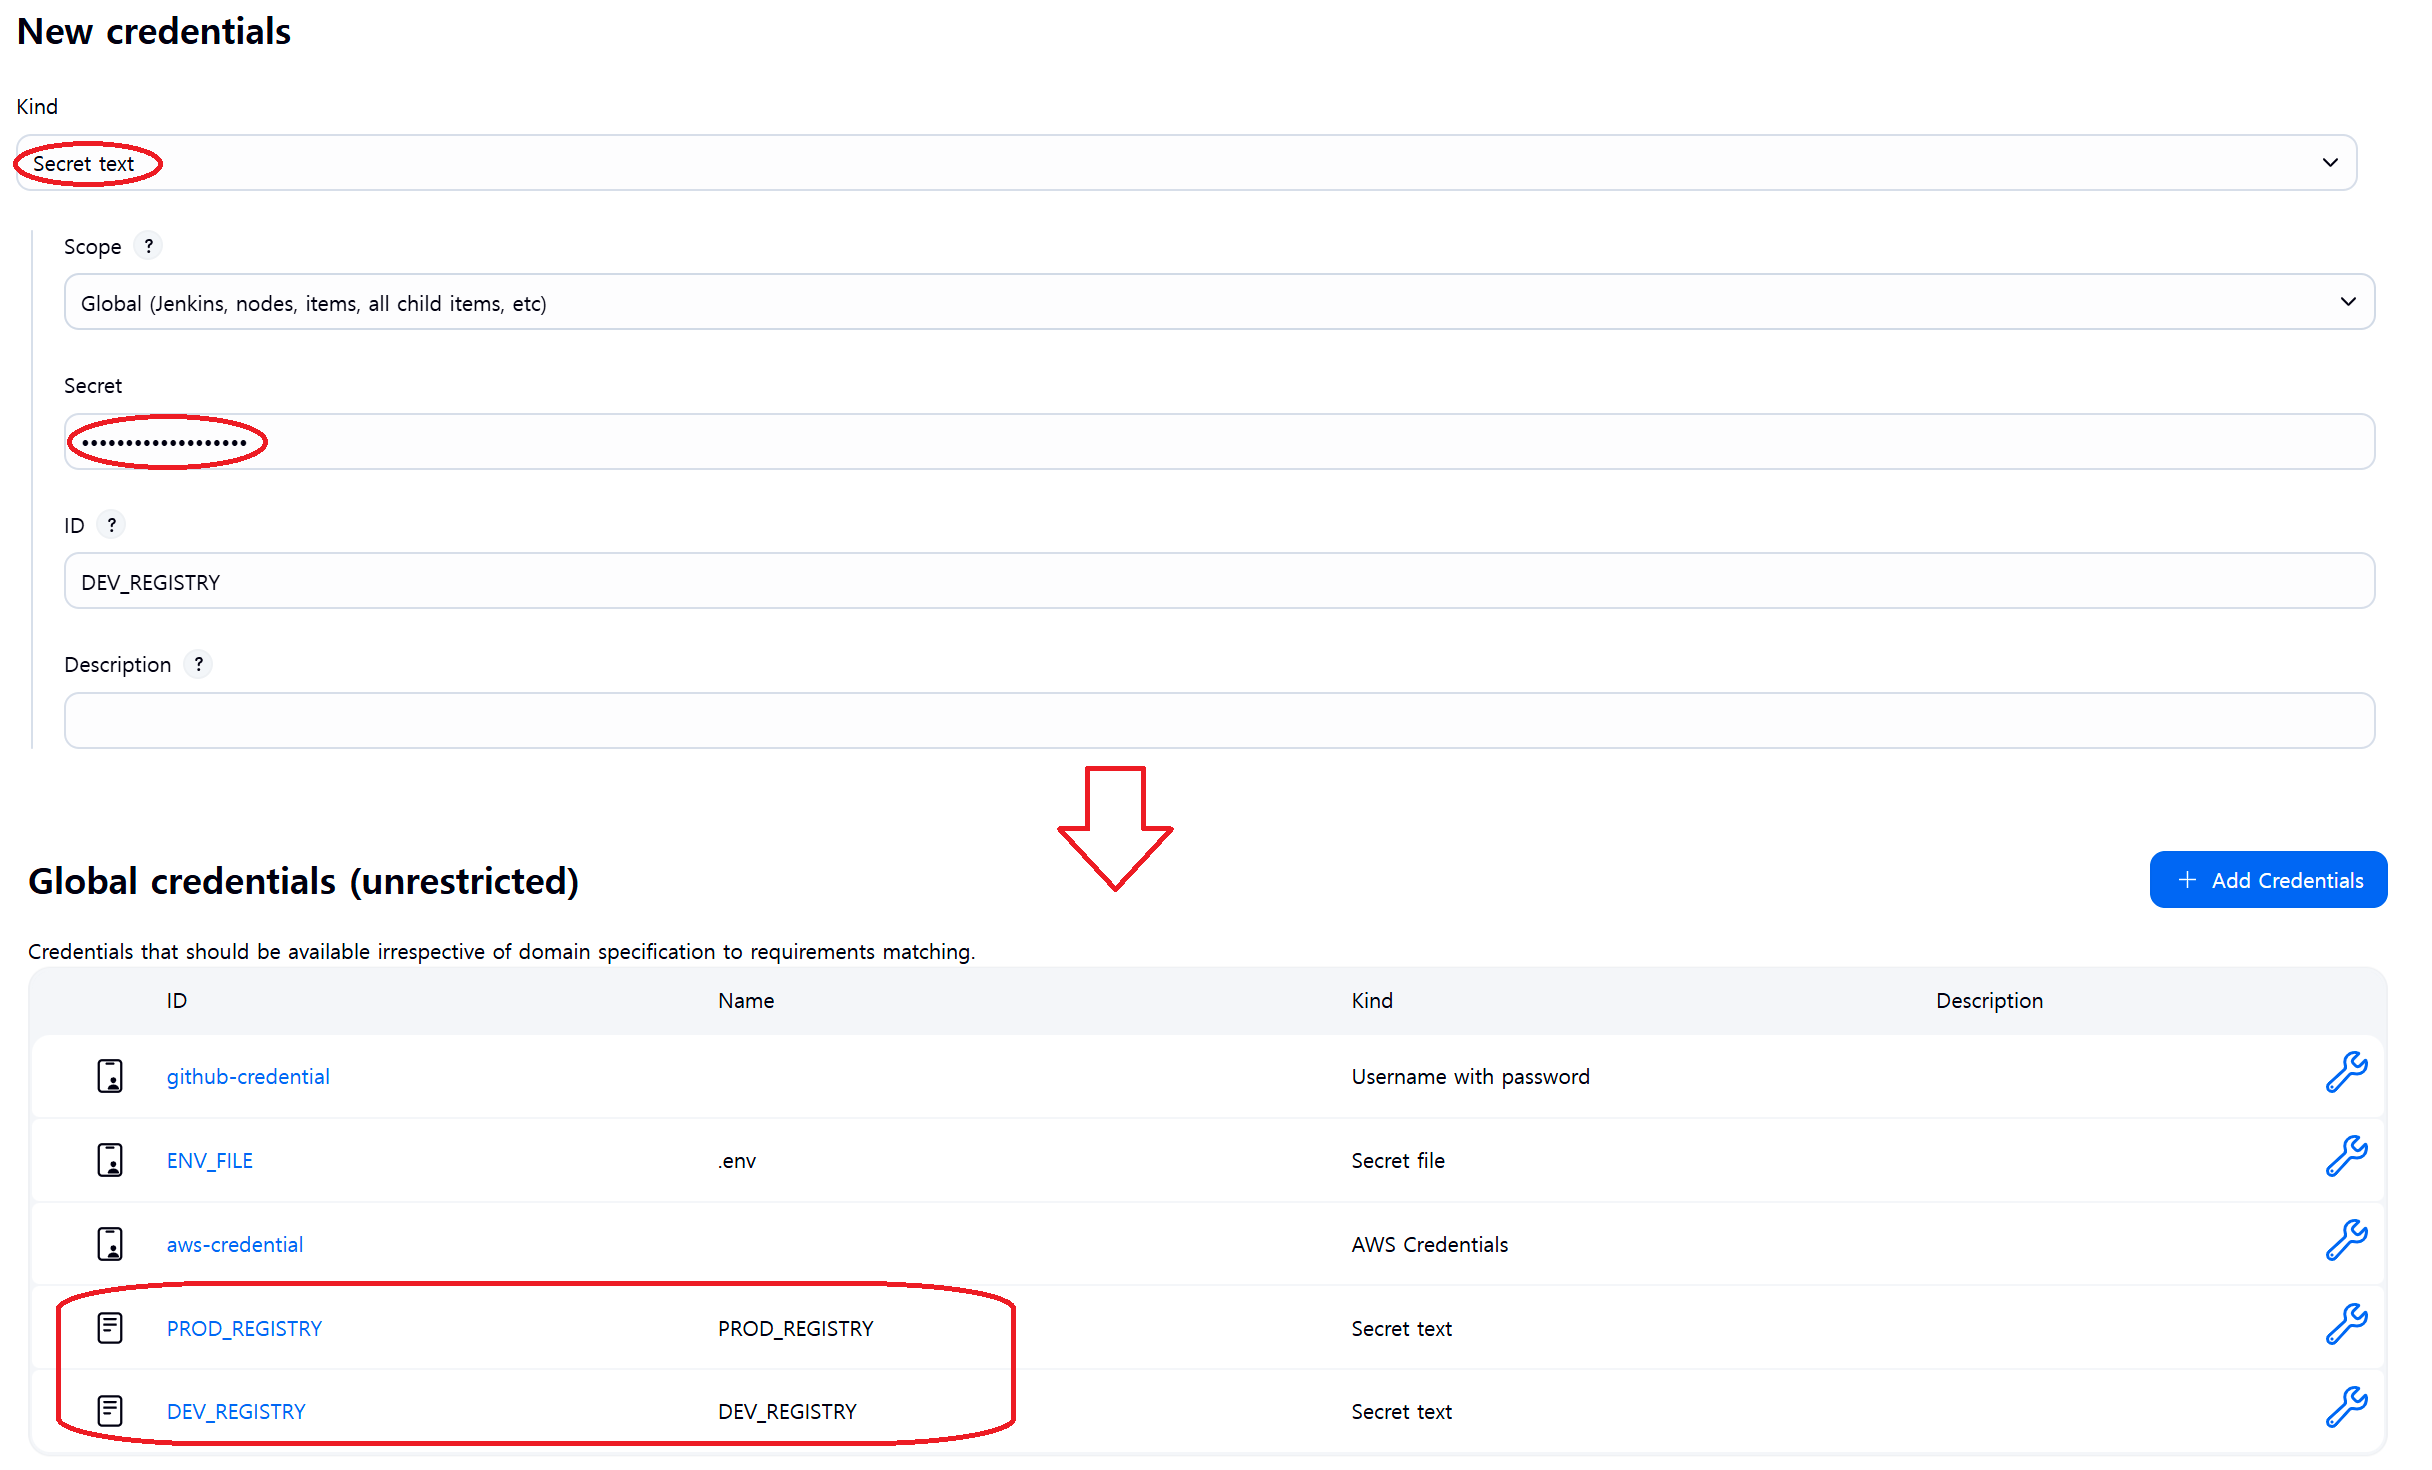 New credentials
Kind
Secret text
Scope ?
Global (Jenkins, nodes, items, all child items, etc)
Secret
•••••••••••••••••••
ID ?
DEV_REGISTRY
Description ?
Global credentials (unrestricted)
+ Add Credentials
Credentials that should be available irrespective of domain specification to requirements matching.
ID Name Kind Description
github-credential Username with password
ENV_FILE .env Secret file
aws-credential AWS Credentials
PROD_REGISTRY PROD_REGISTRY Secret text
DEV_REGISTRY DEV_REGISTRY Secret text